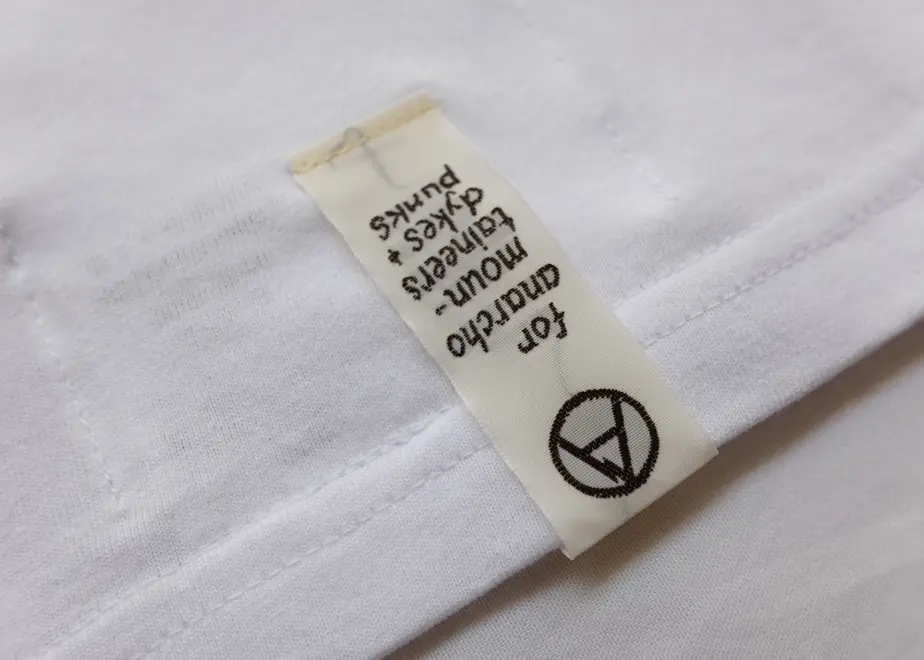 for
anarcho
moun-
taineers
dykes +
punks